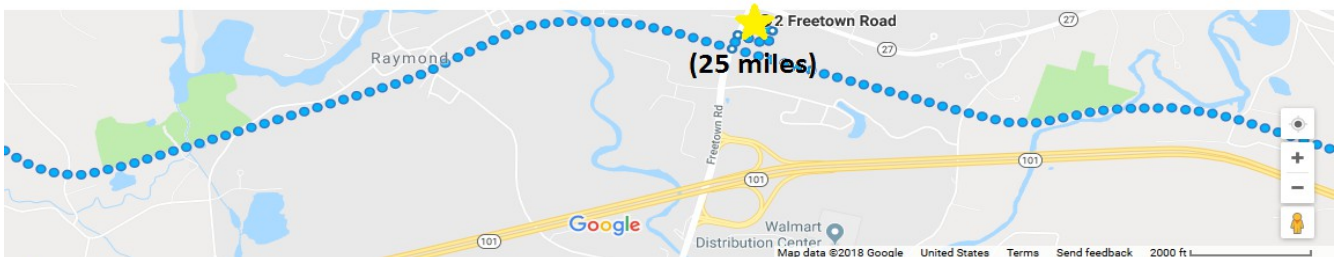 2 Freetown Road
27
27
Raymond
(25 miles)
Freetown Rd
101
101
101
Google
Walmart
Distribution Center
+
−
Map data ©2018 Google United States Terms Send feedback 2000 ft